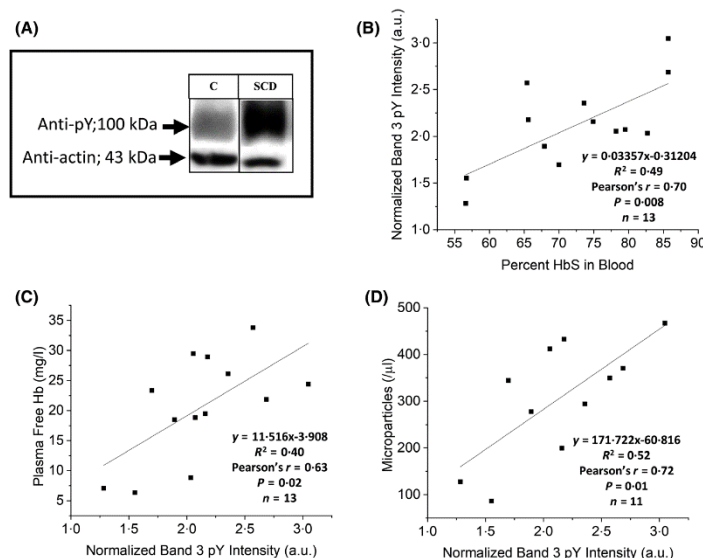 (A)
C SCD
Anti-pY;100 kDa
Anti-actin; 43 kDa
(B)
Normalized Band 3 pY Intensity (a.u.)
3·0
2·5
2·0
1·5
1·0
y = 0·03357x-0·31204
R² = 0·49
Pearson's r = 0·70
P = 0·008
n = 13
55 60 65 70 75 80 85 90
Percent HbS in Blood
(C)
Plasma Free Hb (mg/l)
35
30
25
20
15
10
5
y = 11·516x-3·908
R² = 0·40
Pearson's r = 0·63
P = 0·02
n = 13
1·0 1·5 2·0 2·5 3·0
Normalized Band 3 pY Intensity (a.u.)
(D)
Microparticles (/µl)
500
400
300
200
100
y = 171·722x-60·816
R² = 0·52
Pearson's r = 0·72
P = 0·01
n = 11
1·0 1·5 2·0 2·5 3·0
Normalized Band 3 pY Intensity (a.u.)